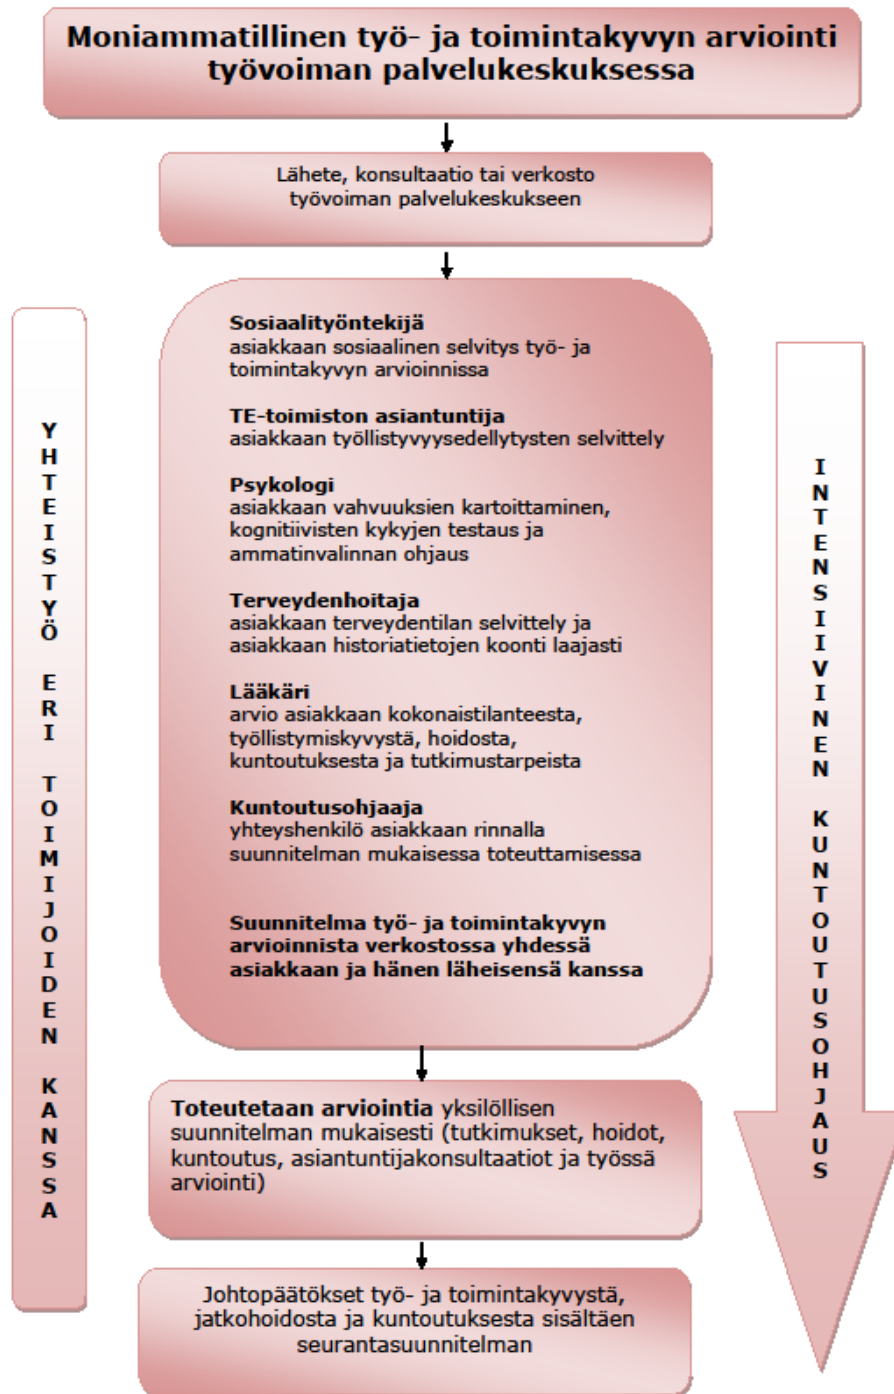 Moniammatillinen työ- ja toimintakyvyn arviointi
työvoiman palvelukeskuksessa
Lähete, konsultaatio tai verkosto
työvoiman palvelukeskukseen
YHTEISTYÖ ERI TOIMIJOIDEN KANSSA
Sosiaalityöntekijä
asiakkaan sosiaalinen selvitys työ- ja
toimintakyvyn arvioinnissa
TE-toimiston asiantuntija
asiakkaan työllistyvyysedellytysten selvittely
Psykologi
asiakkaan vahvuuksien kartoittaminen,
kognitiivisten kykyjen testaus ja
ammatinvalinnan ohjaus
Terveydenhoitaja
asiakkaan terveydentilan selvittely ja
asiakkaan historiatietojen koonti laajasti
Lääkäri
arvio asiakkaan kokonaistilanteesta,
työllistymiskyvystä, hoidosta,
kuntoutuksesta ja tutkimustarpeista
Kuntoutusohjaaja
yhteyshenkilö asiakkaan rinnalla
suunnitelman mukaisessa toteuttamisessa
Suunnitelma työ- ja toimintakyvyn
arvioinnista verkostossa yhdessä
asiakkaan ja hänen läheisensä kanssa
INTENSIIVINEN KUNTOUTUSOHJAUS
Toteutetaan arviointia yksilöllisen
suunnitelman mukaisesti (tutkimukset, hoidot,
kuntoutus, asiantuntijakonsultaatiot ja työssä
arviointi)
Johtopäätökset työ- ja toimintakyvystä,
jatkohoidosta ja kuntoutuksesta sisältäen
seurantasuunnitelman